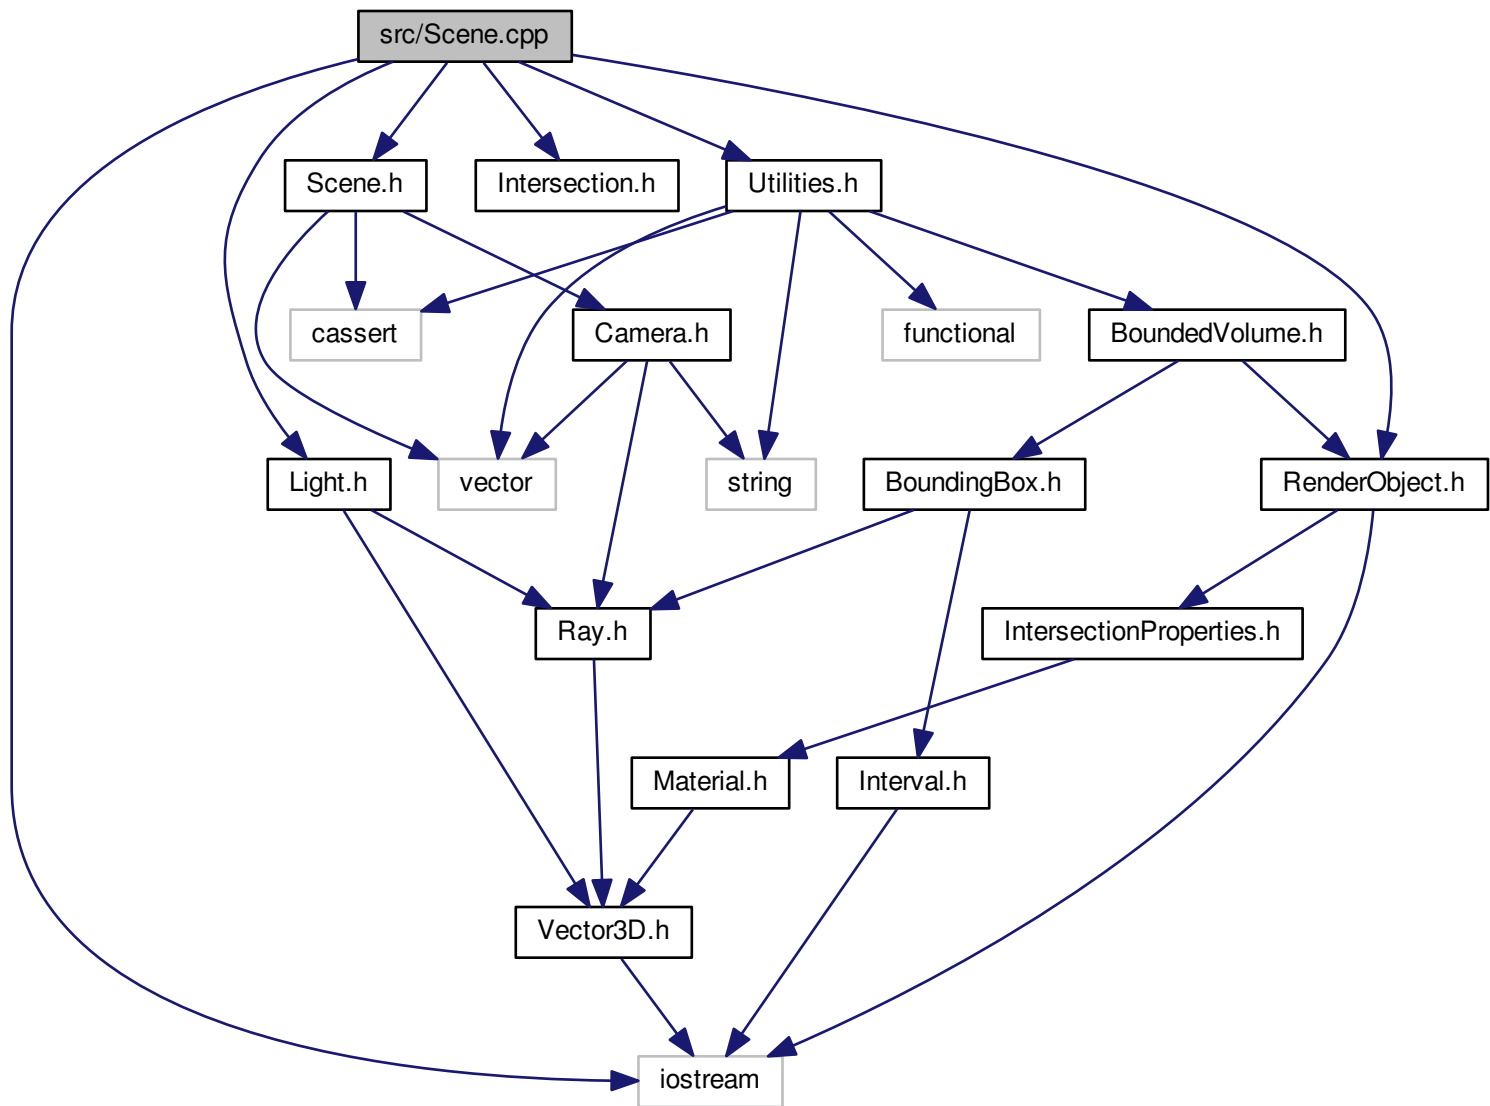 src/Scene.cpp
Scene.h
Intersection.h
Utilities.h
cassert
Camera.h
functional
BoundedVolume.h
Light.h
vector
string
BoundingBox.h
RenderObject.h
Ray.h
IntersectionProperties.h
Material.h
Interval.h
Vector3D.h
iostream